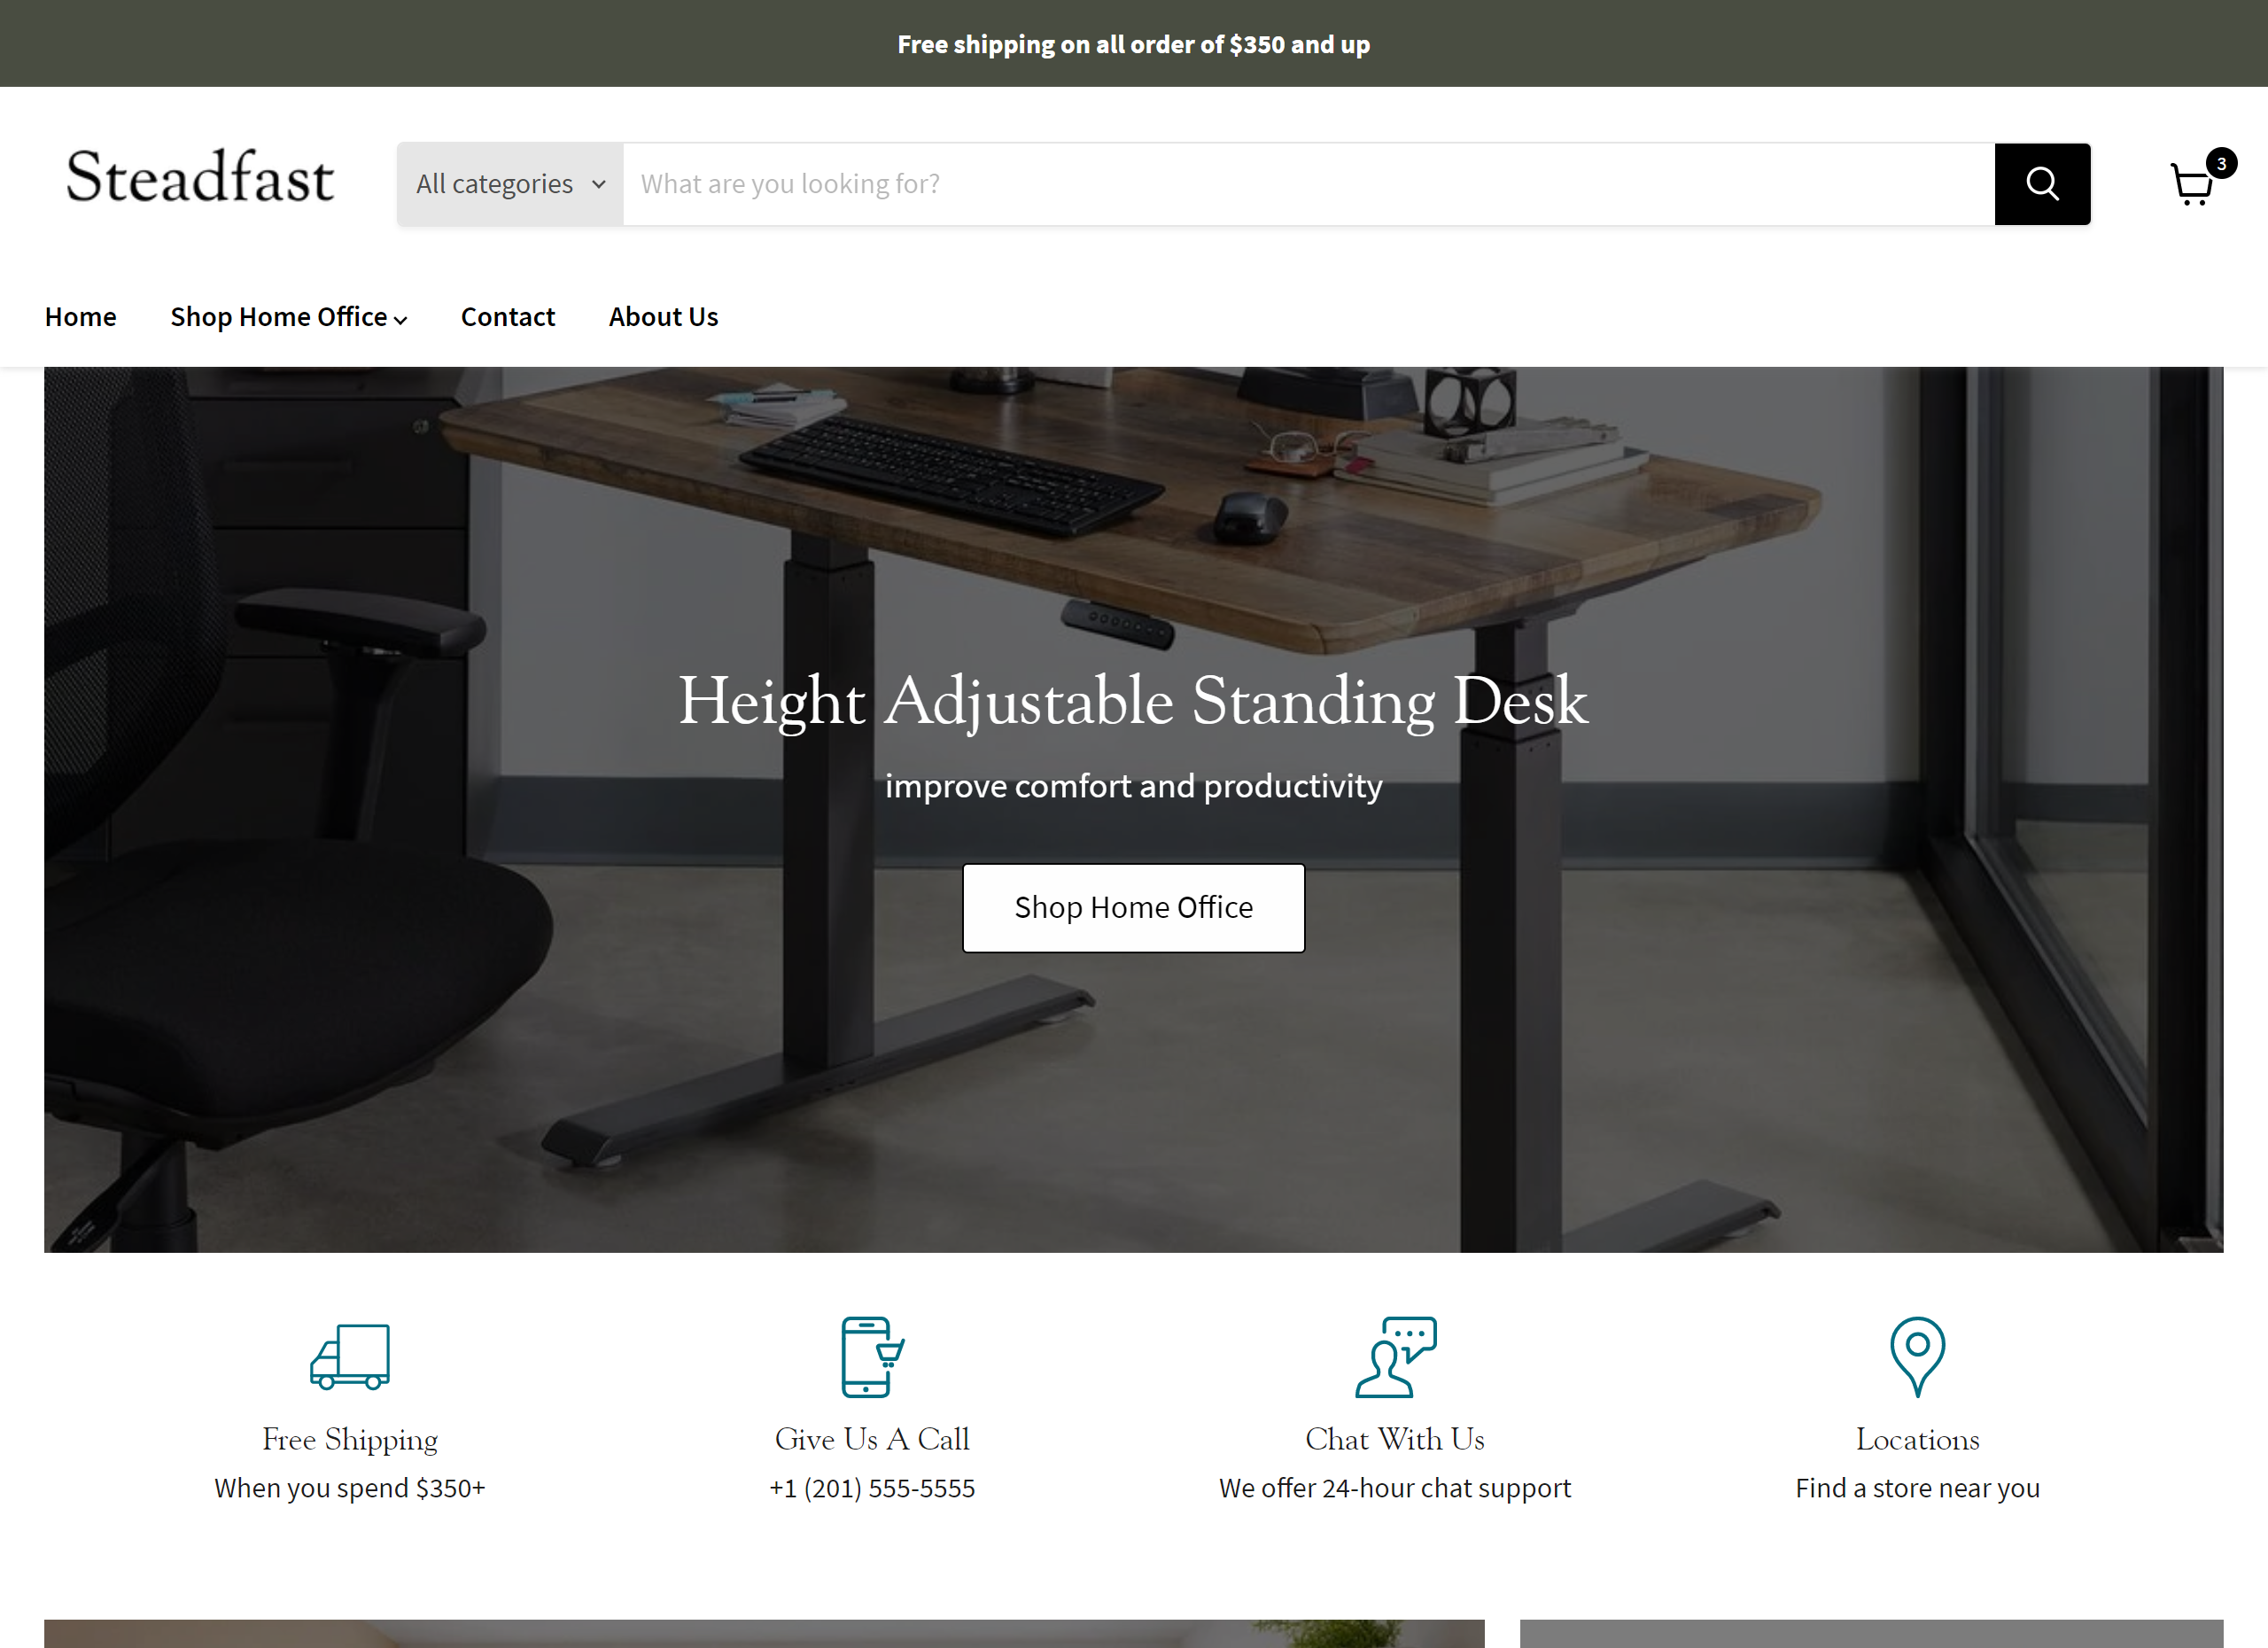 Free shipping on all order of $350 and up
Steadfast
All categories
What are you looking for?
3
Home
Shop Home Office
Contact
About Us
Height Adjustable Standing Desk
improve comfort and productivity
Shop Home Office
Free Shipping
When you spend $350+
Give Us A Call
+1 (201) 555-5555
Chat With Us
We offer 24-hour chat support
Locations
Find a store near you